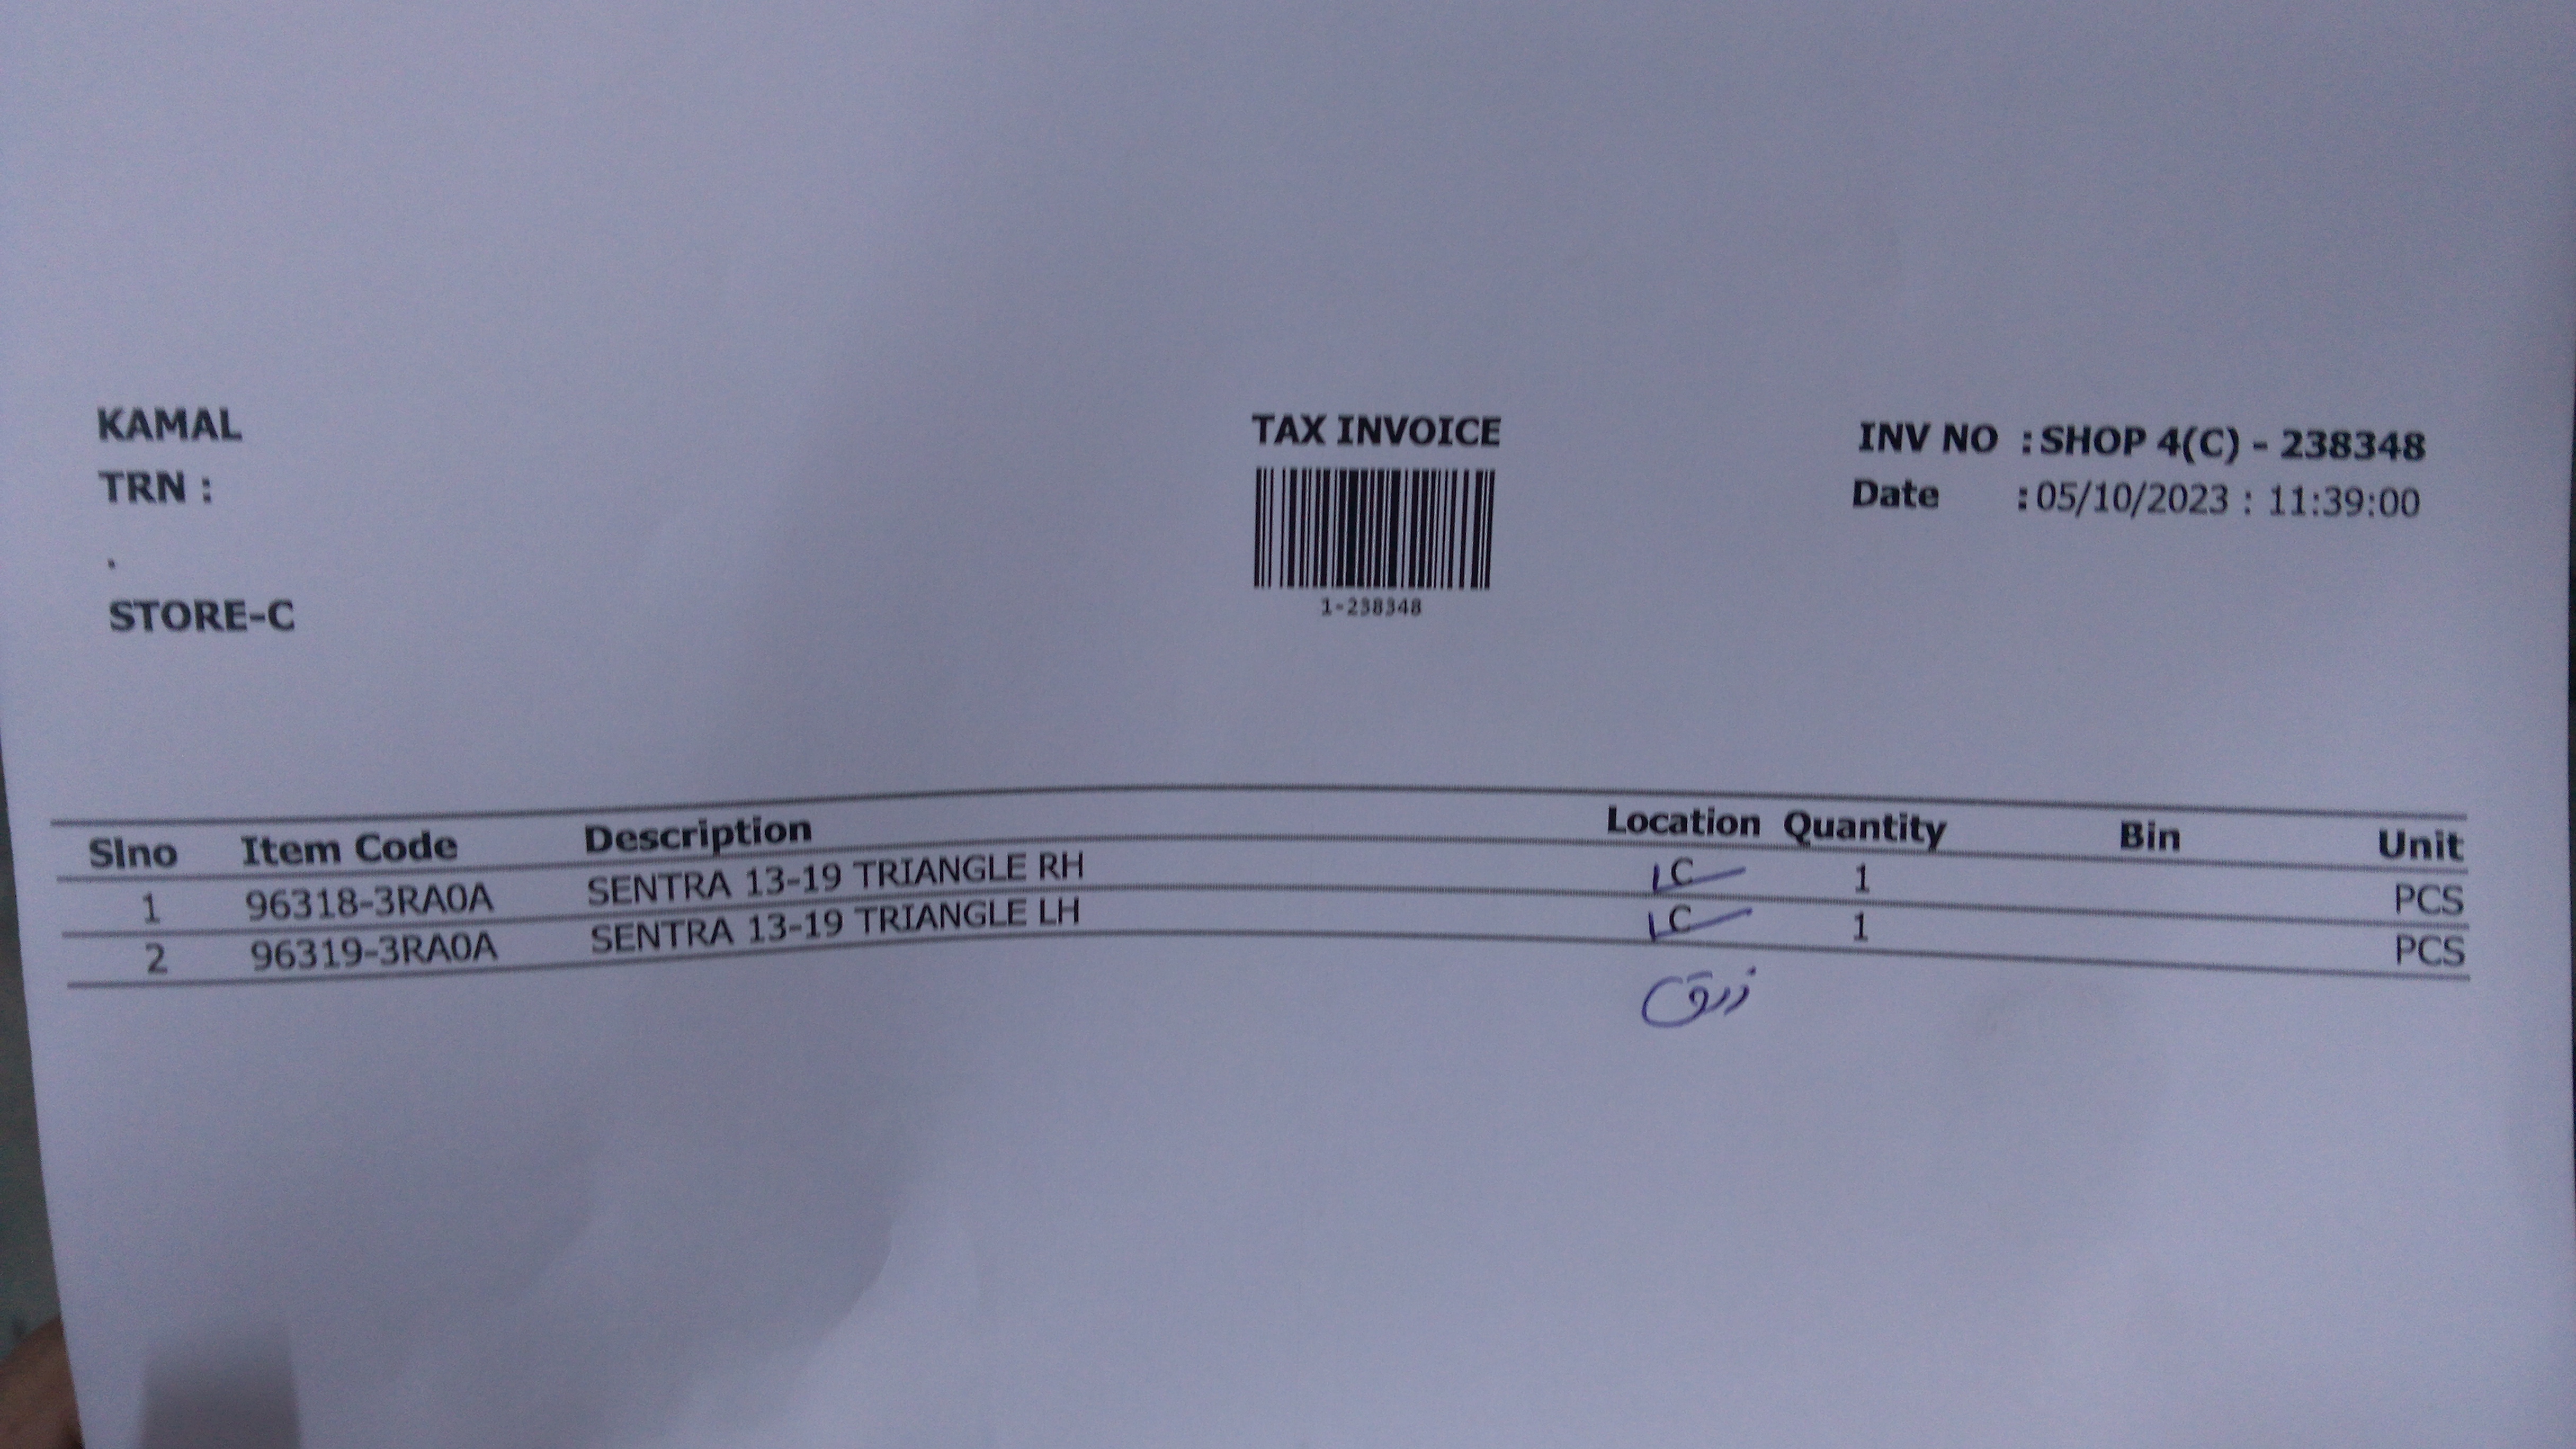 KAMAL
TRN :
.
STORE-C
TAX INVOICE
1-238348
INV NO : SHOP 4(C) - 238348
Date : 05/10/2023 : 11:39:00
Slno Item Code Description Location Quantity Bin Unit
1 96318-3RA0A SENTRA 13-19 TRIANGLE RH C 1 PCS
2 96319-3RA0A SENTRA 13-19 TRIANGLE LH C 1 PCS